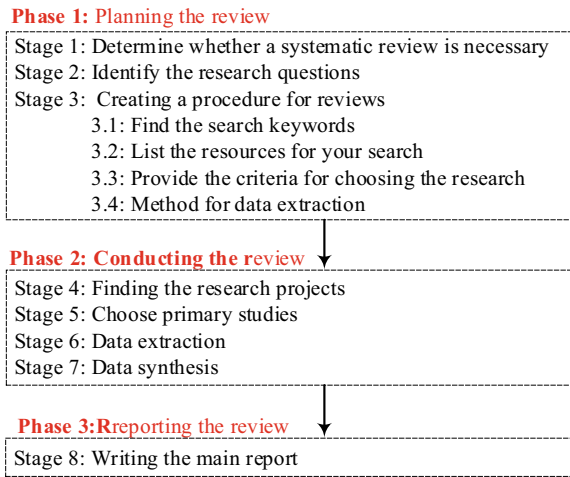 Phase 1: Planning the review
Stage 1: Determine whether a systematic review is necessary
Stage 2: Identify the research questions
Stage 3: Creating a procedure for reviews
3.1: Find the search keywords
3.2: List the resources for your search
3.3: Provide the criteria for choosing the research
3.4: Method for data extraction
Phase 2: Conducting the review
Stage 4: Finding the research projects
Stage 5: Choose primary studies
Stage 6: Data extraction
Stage 7: Data synthesis
Phase 3:Rreporting the review
Stage 8: Writing the main report